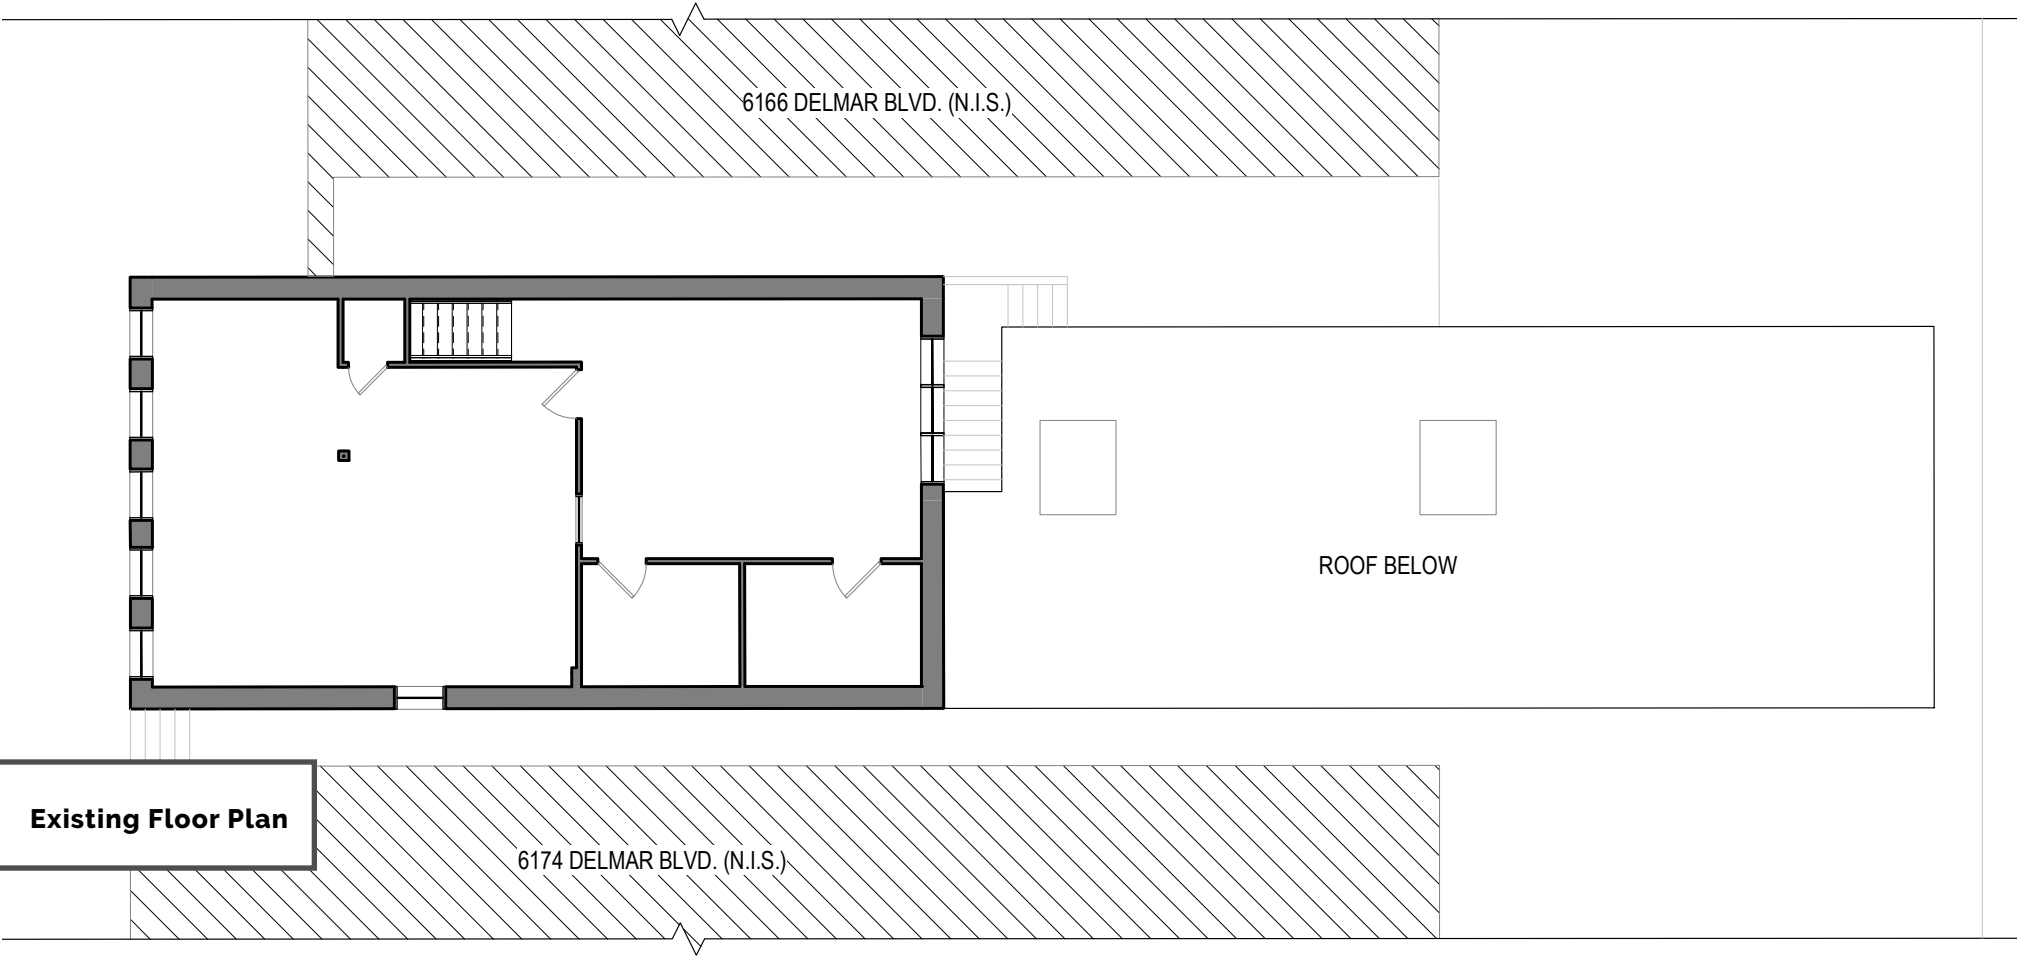 6166 DELMAR BLVD. (N.I.S.)
ROOF BELOW
Existing Floor Plan
6174 DELMAR BLVD. (N.I.S.)